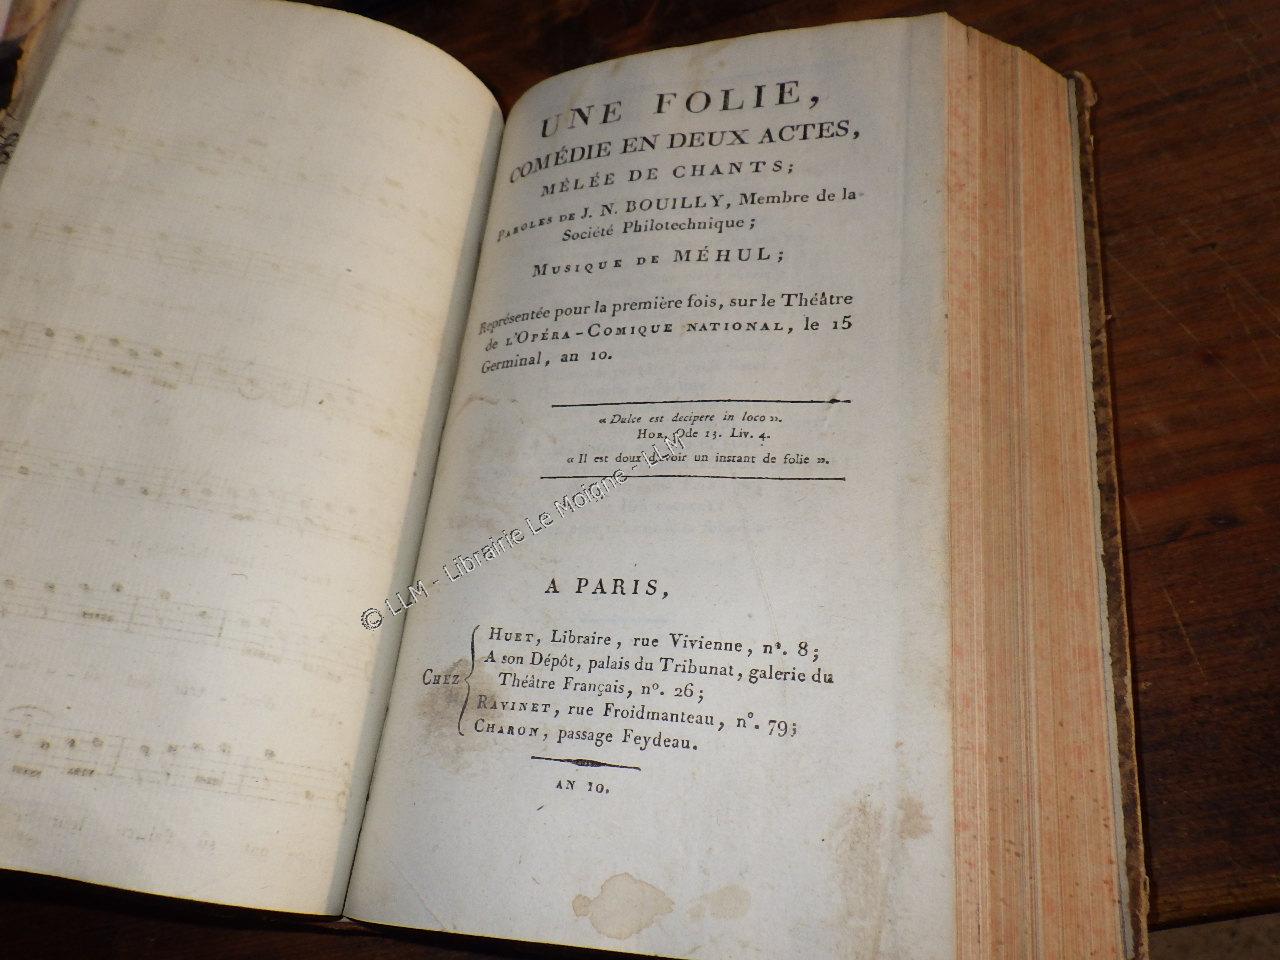 UNE FOLIE,
COMÉDIE EN DEUX ACTES,
MÊLÉE DE CHANTS;
PAROLES DE J. N. BOUILLY, Membre de la
Société Philotechnique;
MUSIQUE DE MÉHUL;
Représentée pour la première fois, sur le Théâtre
de L'OPÉRA-COMIQUE NATIONAL, le 15
Germinal, an 10.
« Dulce est decipere in loco ».
HOR. Ode 13. Liv. 4.
« Il est doux d'avoir un instant de folie ».
© LLM - Librairie Le Moigne - LLM
A PARIS,
CHEZ
HUET, Libraire, rue Vivienne, n°. 8;
A son Dépôt, palais du Tribunat, galerie du
Théâtre Français, n°. 26;
RAVINET, rue Froidmanteau, n°. 79;
CHARON, passage Feydeau.
AN 10.